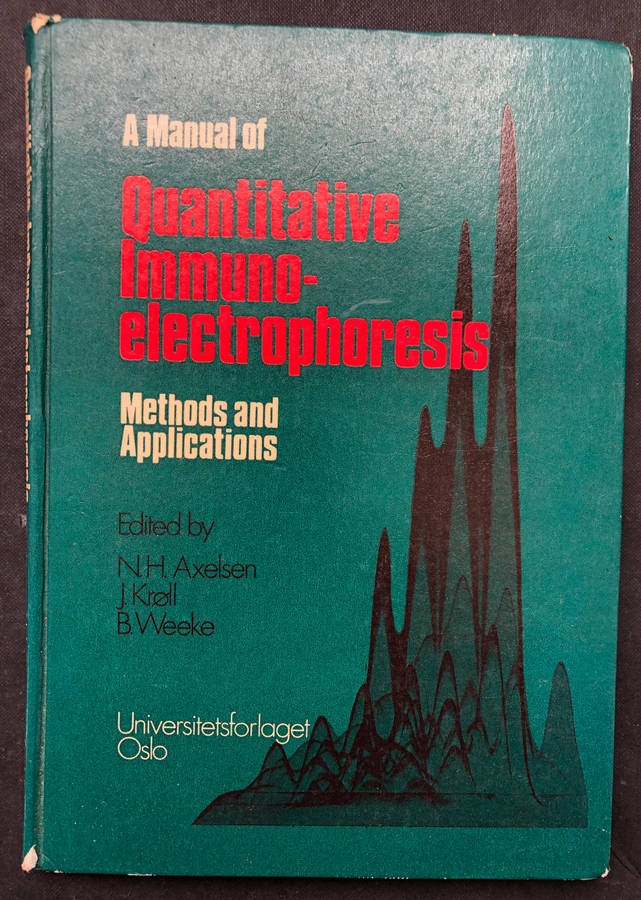 A Manual of
Quantitative
Immuno-
electrophoresis
Methods and
Applications
Edited by
N.H. Axelsen
J. Krøll
B. Weeke
Universitetsforlaget
Oslo